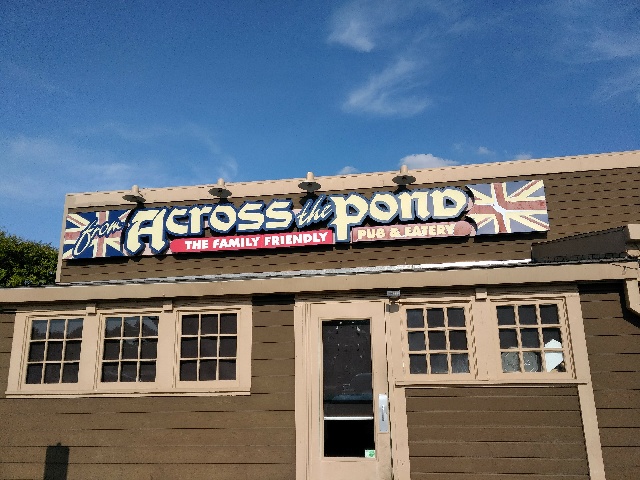 from Across the Pond
THE FAMILY FRIENDLY PUB & EATERY